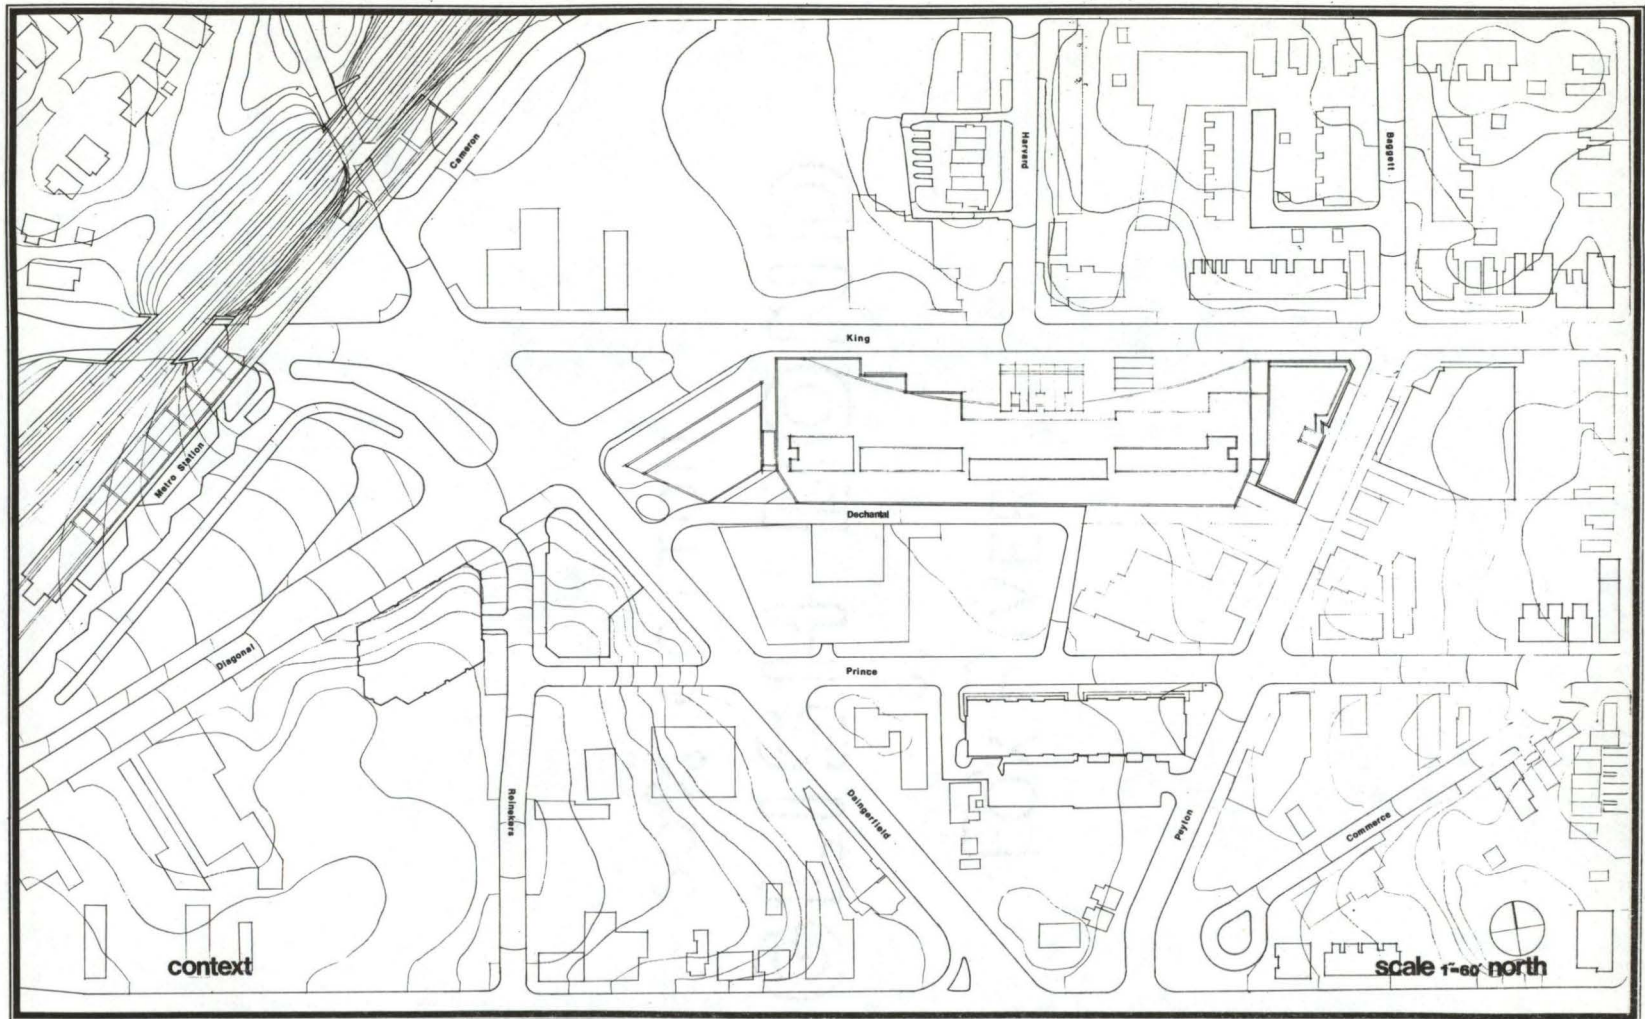 Cameron
Harvard
Baggett
King
Metro Station
Dechantal
Diagonal
Prince
Reinekers
Daingerfield
Peyton
Commerce
context
scale 1"=60' north